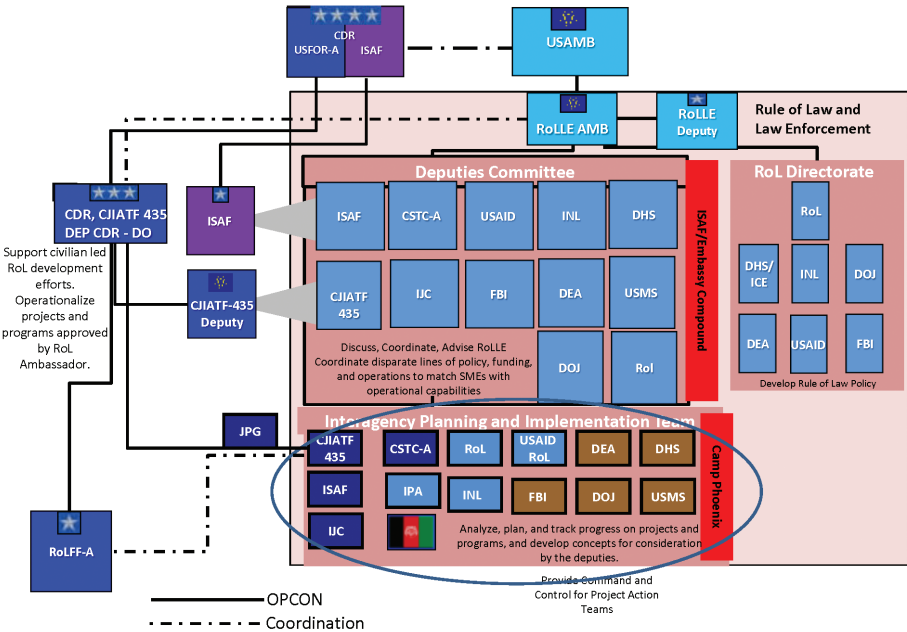 CDR
USFOR-A
ISAF
USAMB
RoLLE AMB
RoLLE
Deputy
Rule of Law and
Law Enforcement
CDR, CJIATF 435
DEP CDR - DO
Support civilian led
RoL development
efforts.
Operationalize
projects and
programs approved
by RoL
Ambassador.
ISAF
CJIATF-435
Deputy
Deputies Committee
ISAF
CSTC-A
USAID
INL
DHS
CJIATF
435
IJC
FBI
DEA
USMS
DOJ
Rol
Discuss, Coordinate, Advise RoLLE
Coordinate disparate lines of policy, funding,
and operations to match SMEs with
operational capabilities
ISAF/Embassy Compound
RoL Directorate
RoL
DHS/
ICE
INL
DOJ
DEA
USAID
FBI
Develop Rule of Law Policy
JPG
Interagency Planning and Implementation Team
CJIATF
435
CSTC-A
RoL
USAID
RoL
DEA
DHS
ISAF
IPA
INL
FBI
DOJ
USMS
IJC
Analyze, plan, and track progress on projects and
programs, and develop concepts for consideration
by the deputies.
Camp Phoenix
RoLFF-A
Provide Command and
Control for Project Action
Teams
OPCON
Coordination